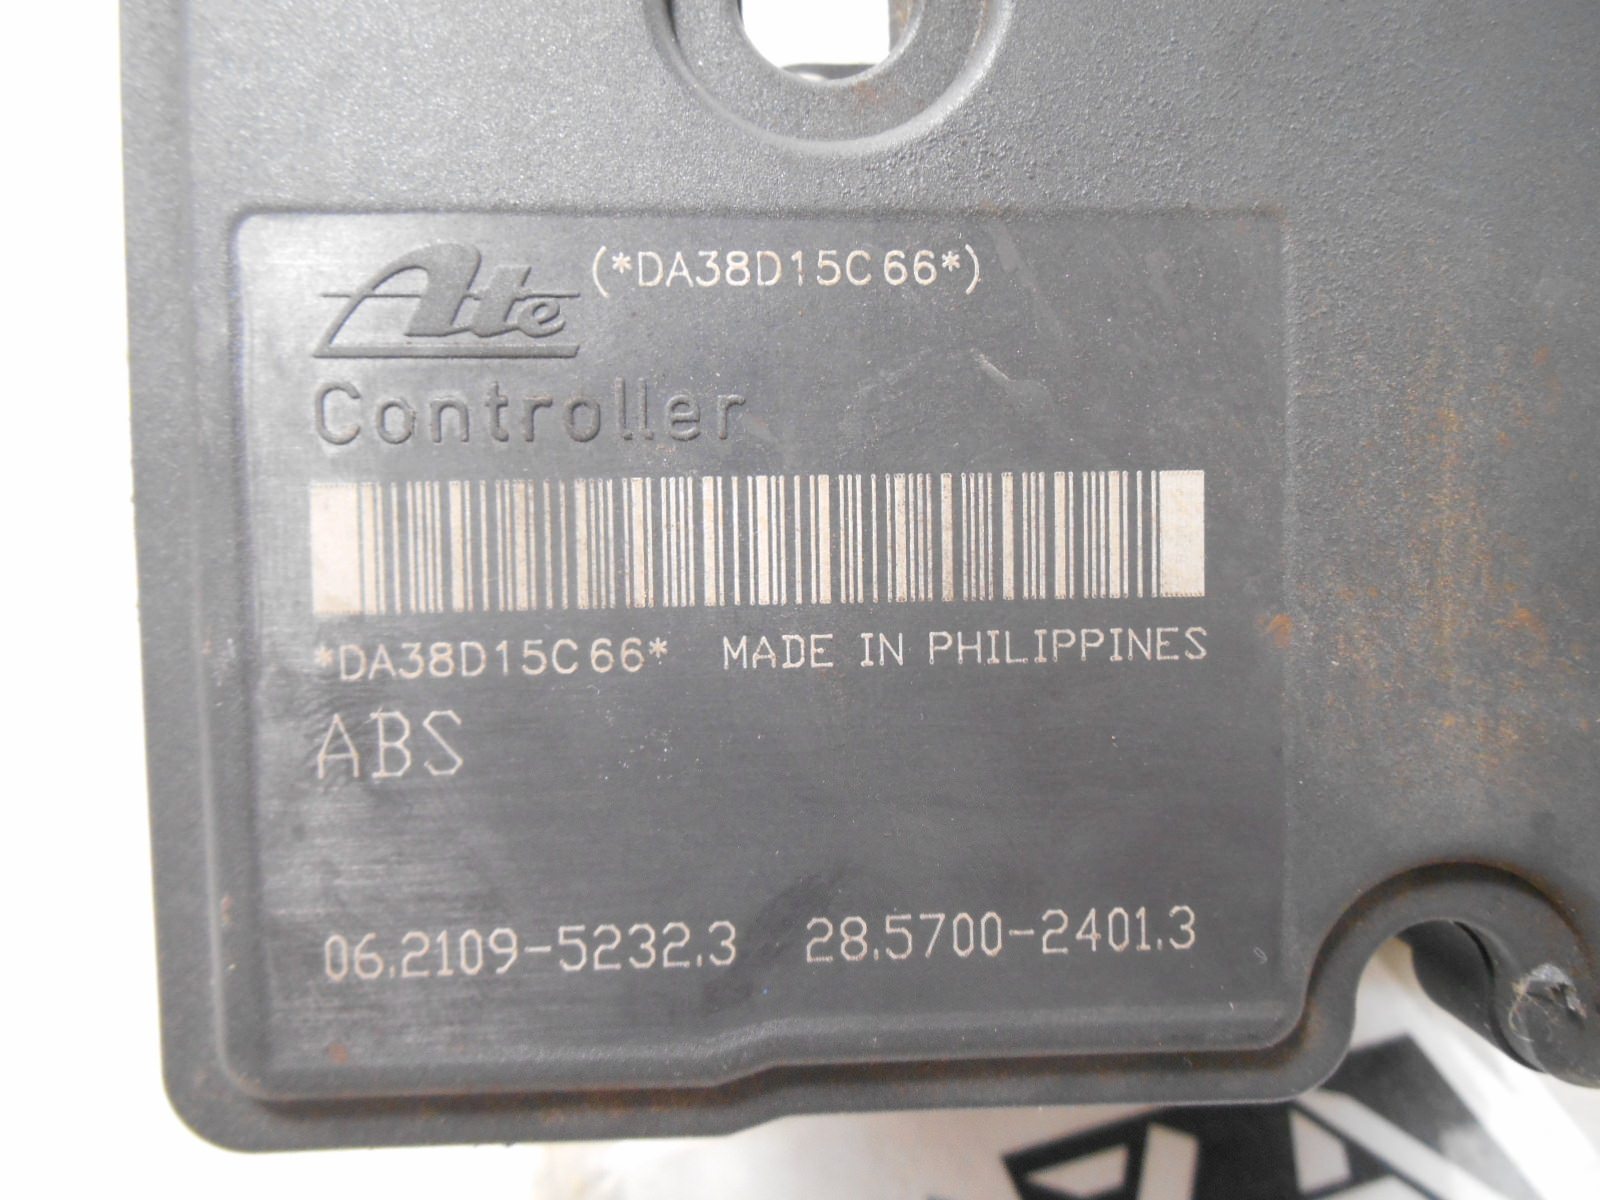 Ate (*DA38D15C66*)
Controller
*DA38D15C66* MADE IN PHILIPPINES
ABS
06.2109-5232.3 28.5700-2401.3